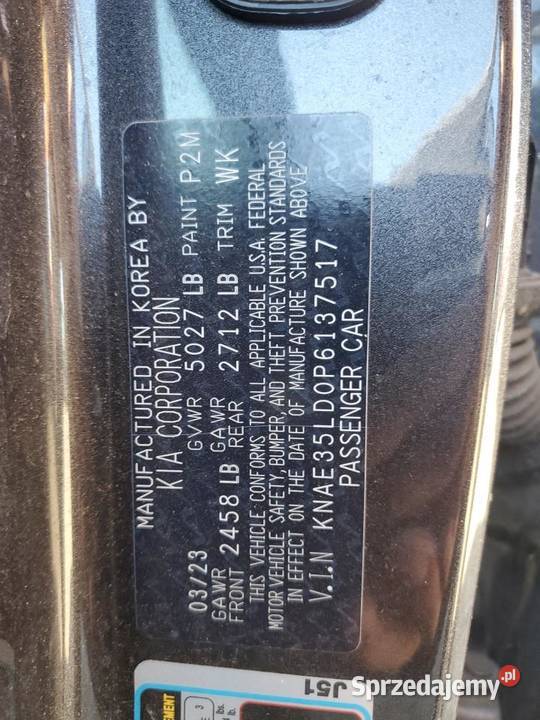 MANUFACTURED IN KOREA BY
KIA CORPORATION
03/23 GVWR 5027 LB PAINT P2M
GAWR FRONT 2458 LB GAWR REAR 2712 LB TRIM WK
THIS VEHICLE CONFORMS TO ALL APPLICABLE U.S.A. FEDERAL
MOTOR VEHICLE SAFETY, BUMPER, AND THEFT PREVENTION STANDARDS
IN EFFECT ON THE DATE OF MANUFACTURE SHOWN ABOVE
V.I.N KNAE35LD0P6137517
PASSENGER CAR
J51
Sprzedajemy.pl